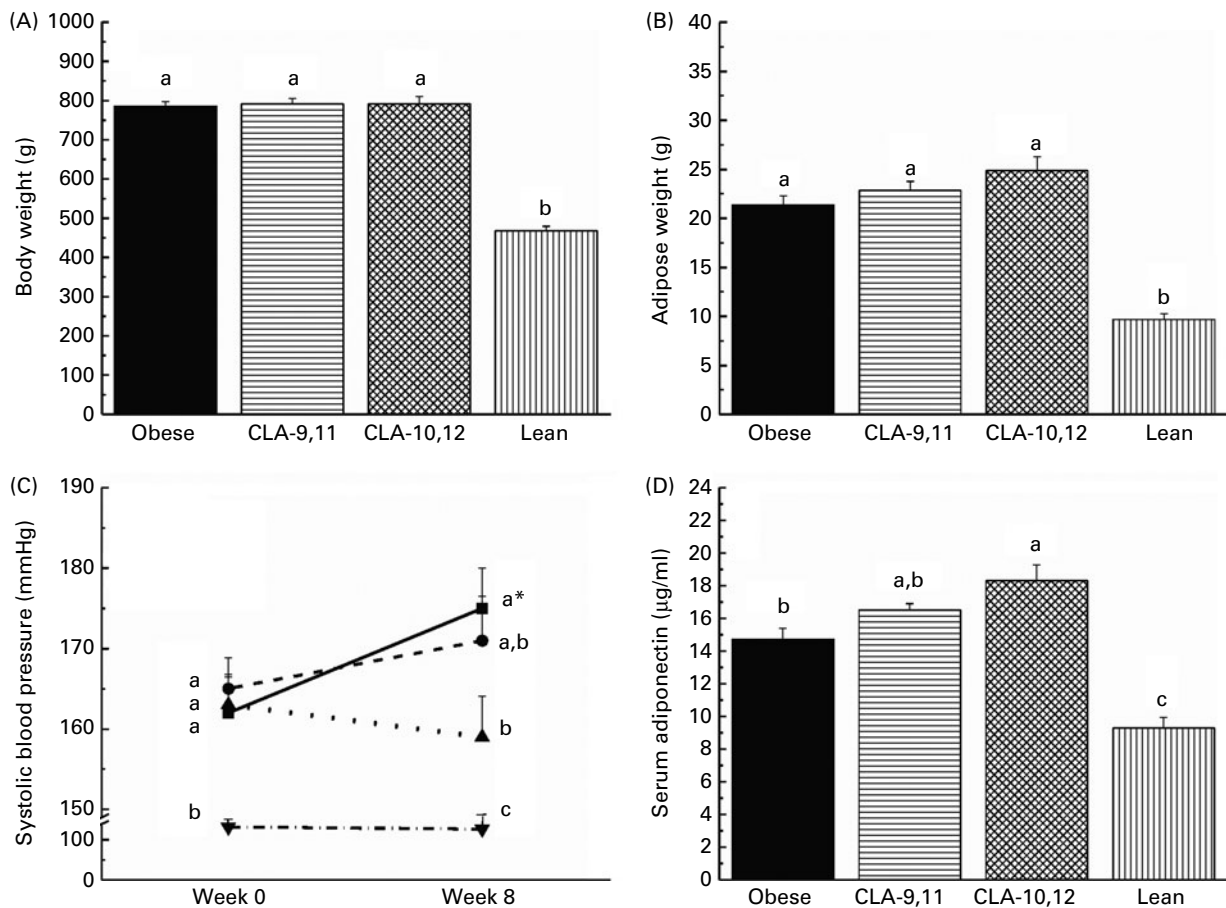 (A)
1000
900
800
700
600
500
400
300
200
100
0
Body weight (g)
a
a
a
b
Obese
CLA-9,11
CLA-10,12
Lean
(B)
40
35
30
25
20
15
10
5
0
Adipose weight (g)
a
a
a
b
Obese
CLA-9,11
CLA-10,12
Lean
(C)
190
180
170
160
150
100
0
Systolic blood pressure (mmHg)
a
a
a
b
a*
a,b
b
c
Week 0
Week 8
(D)
24
22
20
18
16
14
12
10
8
6
4
2
0
Serum adiponectin (µg/ml)
b
a,b
a
c
Obese
CLA-9,11
CLA-10,12
Lean